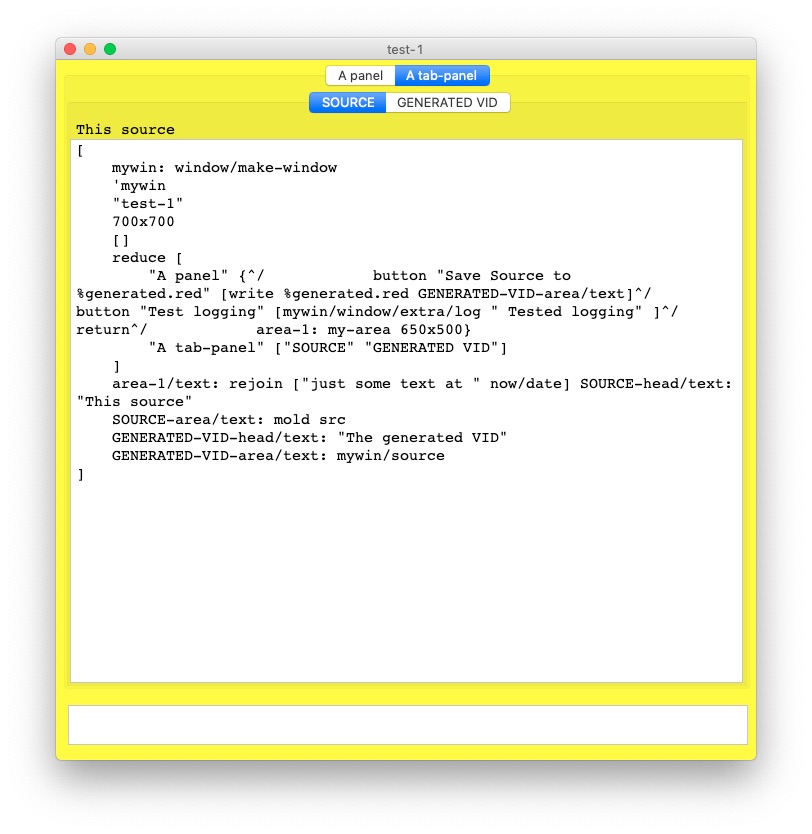 test-1
A panel A tab-panel
SOURCE GENERATED VID
This source
[
    mywin: window/make-window
    'mywin
    "test-1"
    700x700
    []
    reduce [
        "A panel" {^/            button "Save Source to
%generated.red" [write %generated.red GENERATED-VID-area/text]^/
button "Test logging" [mywin/window/extra/log " Tested logging" ]^/
return^/            area-1: my-area 650x500}
        "A tab-panel" ["SOURCE" "GENERATED VID"]
    ]
    area-1/text: rejoin ["just some text at " now/date] SOURCE-head/text:
"This source"
    SOURCE-area/text: mold src
    GENERATED-VID-head/text: "The generated VID"
    GENERATED-VID-area/text: mywin/source
]